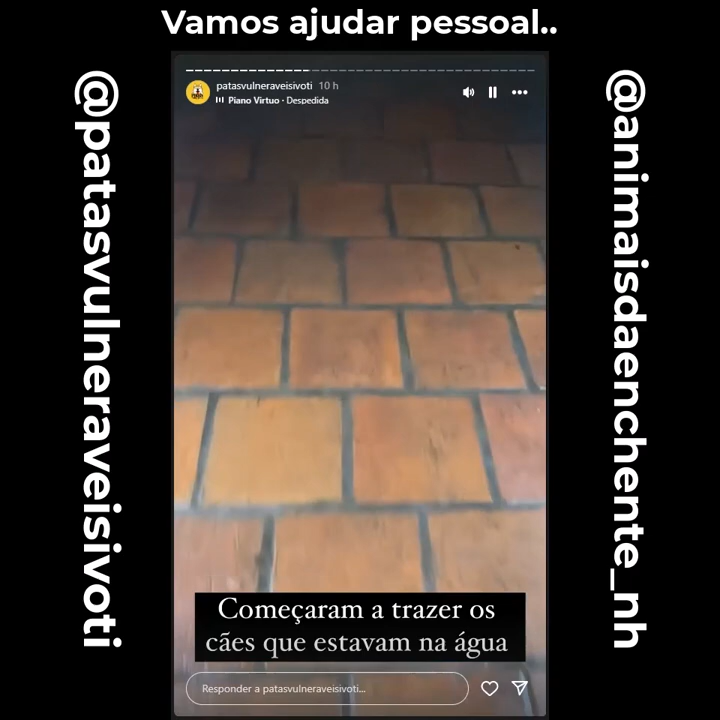 Vamos ajudar pessoal..
@patasvulneraveisivoti
patasvulneraveisivoti 10 h
Piano Virtuo · Despedida
Começaram a trazer os
cães que estavam na água
Responder a patasvulneraveisivoti...
@animaisdaenchente_nh